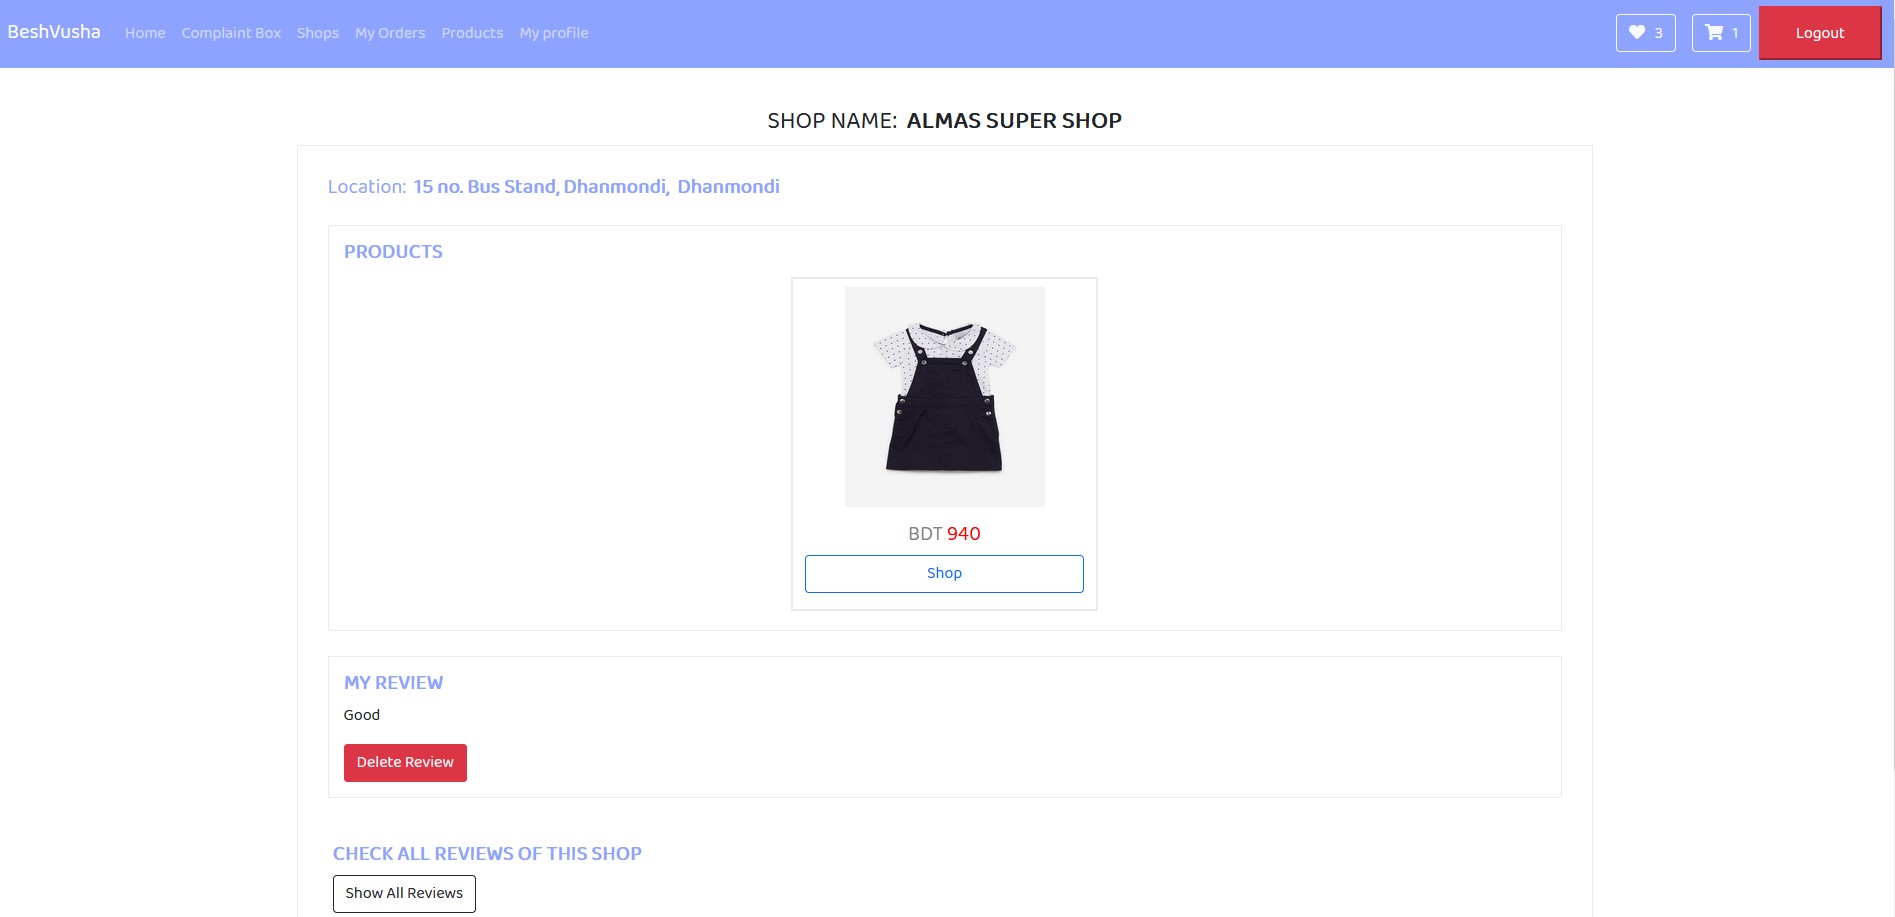 BeshVusha Home Complaint Box Shops My Orders Products My profile 3 1 Logout
SHOP NAME: ALMAS SUPER SHOP
Location: 15 no. Bus Stand, Dhanmondi, Dhanmondi
PRODUCTS
BDT 940
Shop
MY REVIEW
Good
Delete Review
CHECK ALL REVIEWS OF THIS SHOP
Show All Reviews